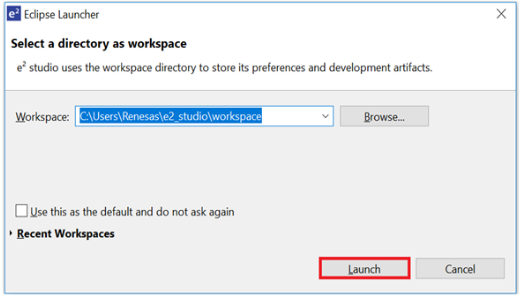 e² Eclipse Launcher
Select a directory as workspace
e² studio uses the workspace directory to store its preferences and development artifacts.
Workspace: C:\Users\Renesas\e2_studio\workspace Browse...
Use this as the default and do not ask again
Recent Workspaces
Launch Cancel